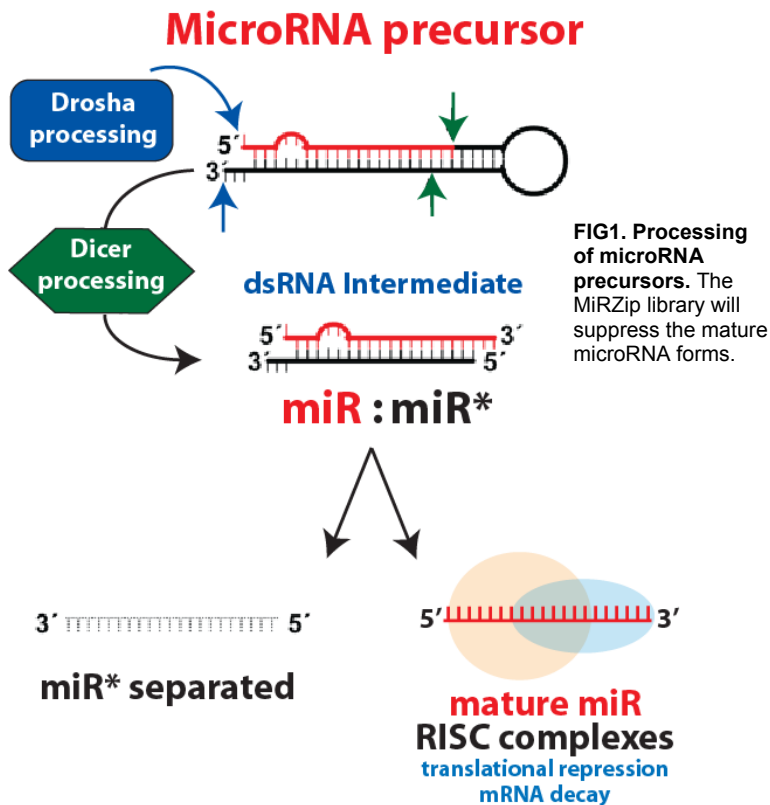 MicroRNA precursor
Drosha
processing
5´
3´
Dicer
processing
FIG1. Processing
of microRNA
precursors. The
MiRZip library will
suppress the mature
microRNA forms.
dsRNA Intermediate
5´ 3´
3´ 5´
miR : miR*
3´ 5´
miR* separated
5’ 3’
mature miR
RISC complexes
translational repression
mRNA decay